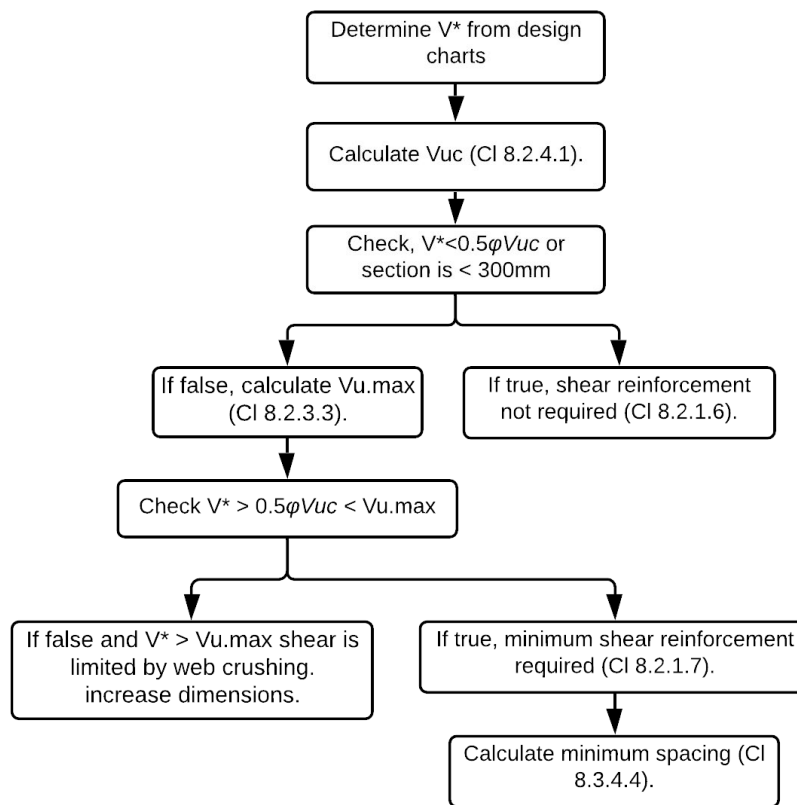 Determine V* from design
charts
Calculate Vuc (Cl 8.2.4.1).
Check, V*<0.5φVuc or
section is < 300mm
If false, calculate Vu.max
(Cl 8.2.3.3).
If true, shear reinforcement
not required (Cl 8.2.1.6).
Check V* > 0.5φVuc < Vu.max
If false and V* > Vu.max shear is
limited by web crushing.
increase dimensions.
If true, minimum shear reinforcement
required (Cl 8.2.1.7).
Calculate minimum spacing (Cl
8.3.4.4).